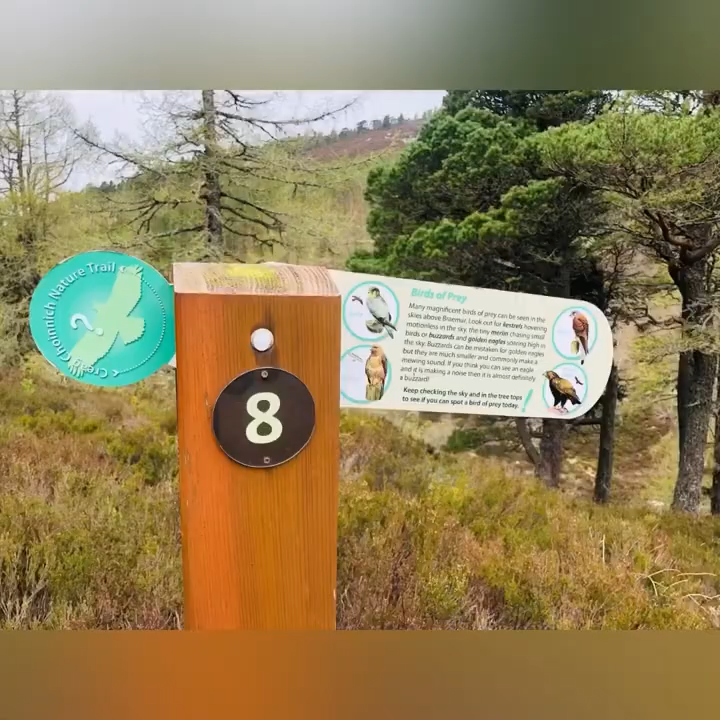 Creag Choinnich Nature Trail
?
8
Birds of Prey
Many magnificent birds of prey can be seen in the
skies above Braemar. Look out for kestrels hovering
motionless in the sky, the tiny merlin chasing small
birds or buzzards and golden eagles soaring high in
the sky. Buzzards can be mistaken for golden eagles
but they are much smaller and commonly make a
mewing sound. If you think you can see an eagle
and it is making a noise then it is almost definitely
a buzzard!
Keep checking the sky and in the tree tops
to see if you can spot a bird of prey today.